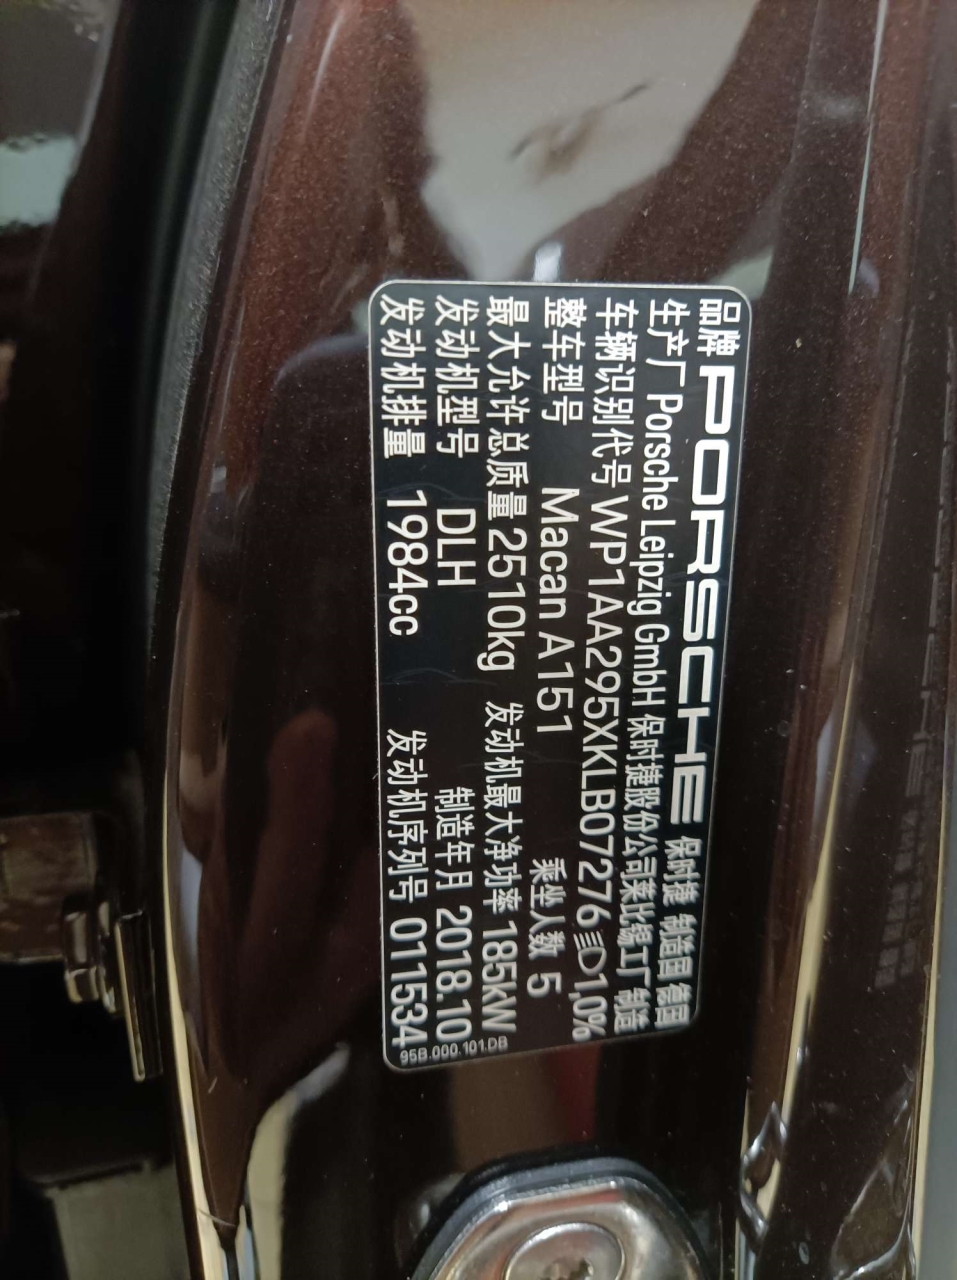 品牌 PORSCHE 保时捷 制造国 德国
生产厂 Porsche Leipzig GmbH 保时捷股份公司莱比锡工厂 制造
车辆识别代号 WP1AA295XKLB07276 1,0%
整车型号 Macan A151 乘坐人数 5
最大允许总质量 2510kg 发动机最大净功率 185kW
发动机型号 DLH 制造年月 2018.10
发动机排量 1984cc 发动机序列号 011534
95B.000.101.DB